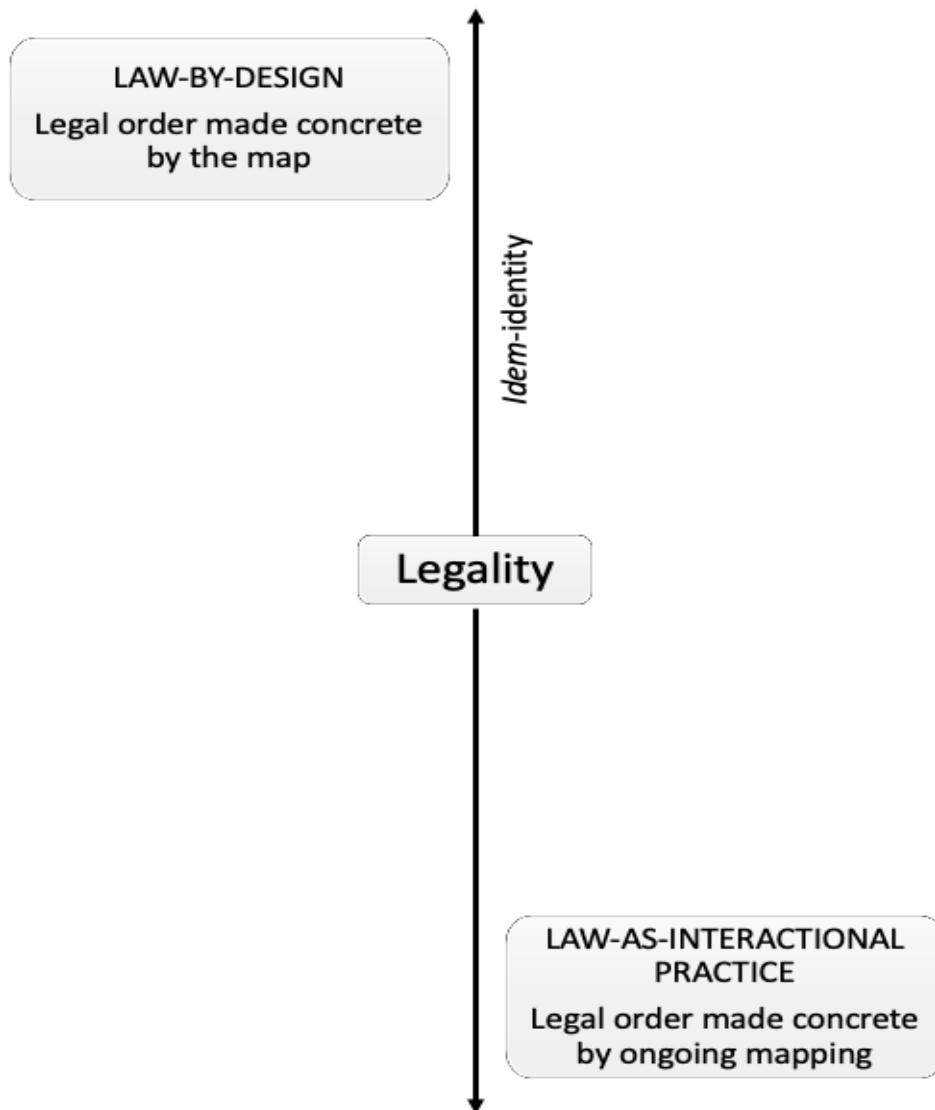 LAW-BY-DESIGN
Legal order made concrete
by the map
Idem-identity
Legality
LAW-AS-INTERACTIONAL
PRACTICE
Legal order made concrete
by ongoing mapping